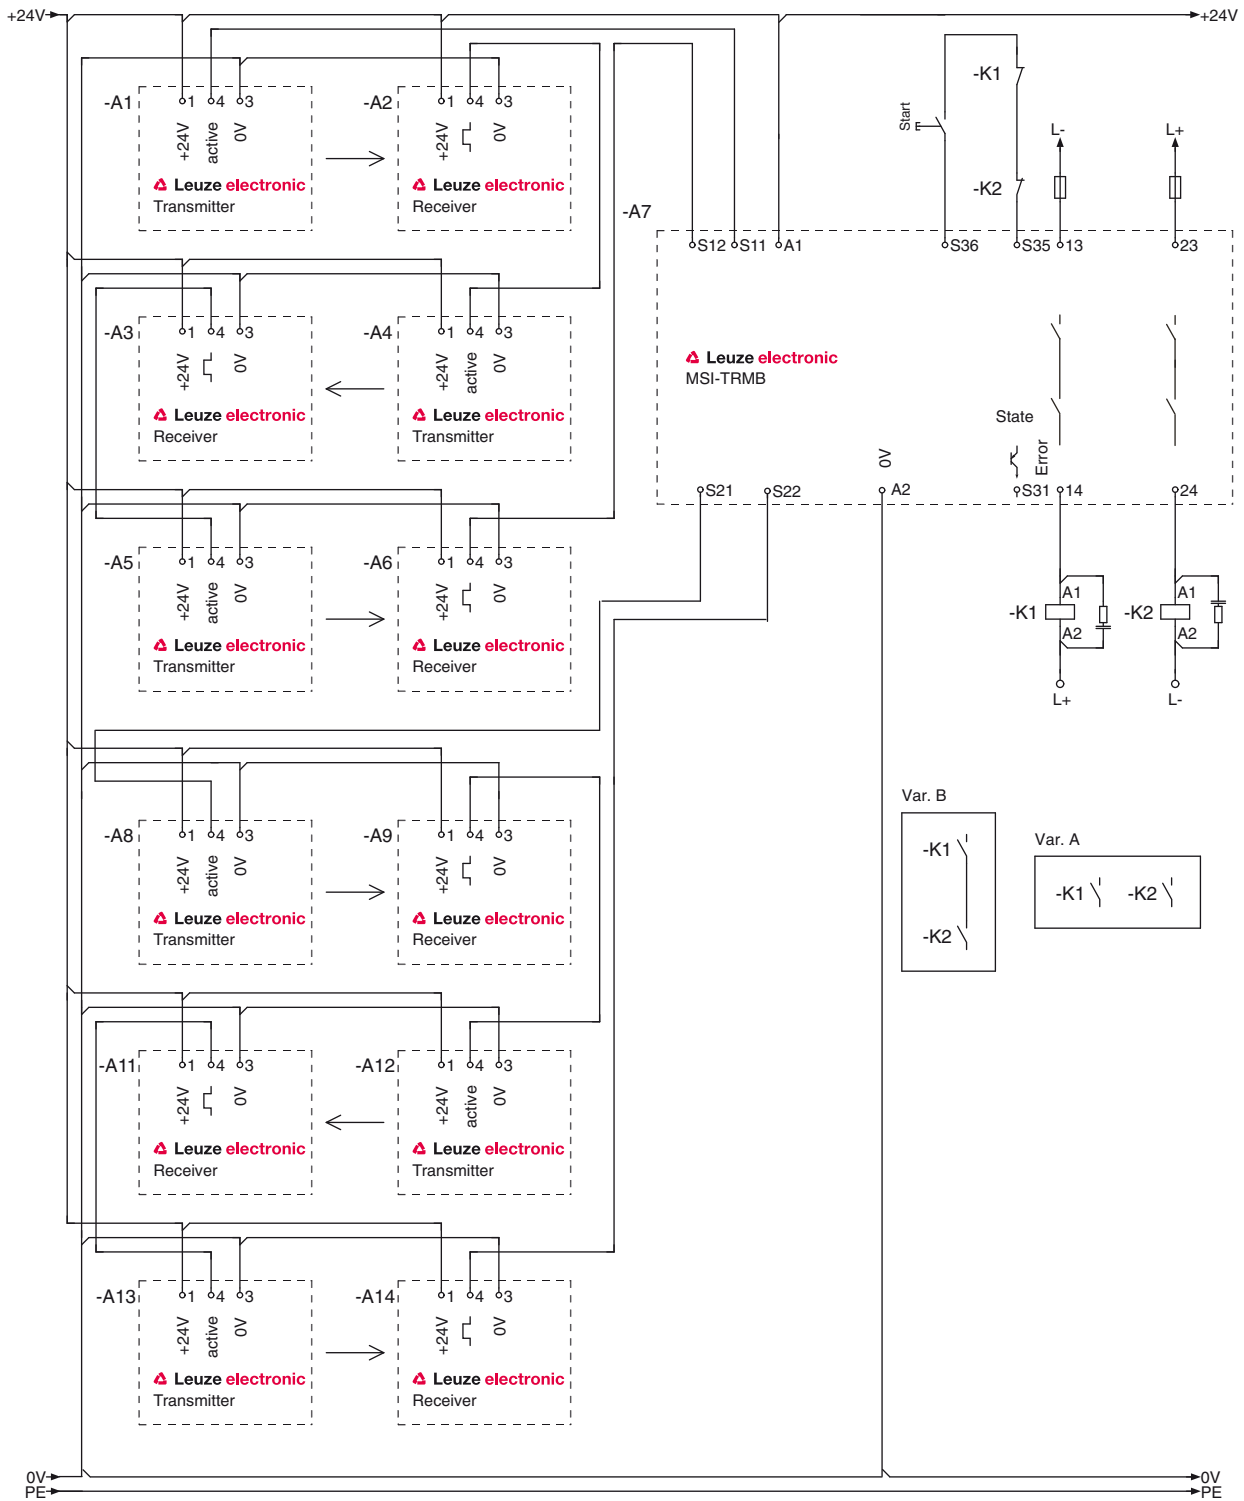 +24V +24V
-A1 1 4 3 +24V active 0V
Leuze electronic
Transmitter
-A2 1 4 3 +24V 0V
Leuze electronic
Receiver
-A3 1 4 3 +24V 0V
Leuze electronic
Receiver
-A4 1 4 3 +24V active 0V
Leuze electronic
Transmitter
-A5 1 4 3 +24V active 0V
Leuze electronic
Transmitter
-A6 1 4 3 +24V 0V
Leuze electronic
Receiver
-A8 1 4 3 +24V active 0V
Leuze electronic
Transmitter
-A9 1 4 3 +24V 0V
Leuze electronic
Receiver
-A11 1 4 3 +24V 0V
Leuze electronic
Receiver
-A12 1 4 3 +24V active 0V
Leuze electronic
Transmitter
-A13 1 4 3 +24V active 0V
Leuze electronic
Transmitter
-A14 1 4 3 +24V 0V
Leuze electronic
Receiver
-K1
Start
L- L+
-K2
-A7
S12 S11 A1 S36 S35 13 23
Leuze electronic
MSI-TRMB
State
Error
0V
S21 S22 A2 S31 14 24
-K1 A1 A2
-K2 A1 A2
L+ L-
Var. B
-K1
-K2
Var. A
-K1 -K2
0V 0V
PE PE